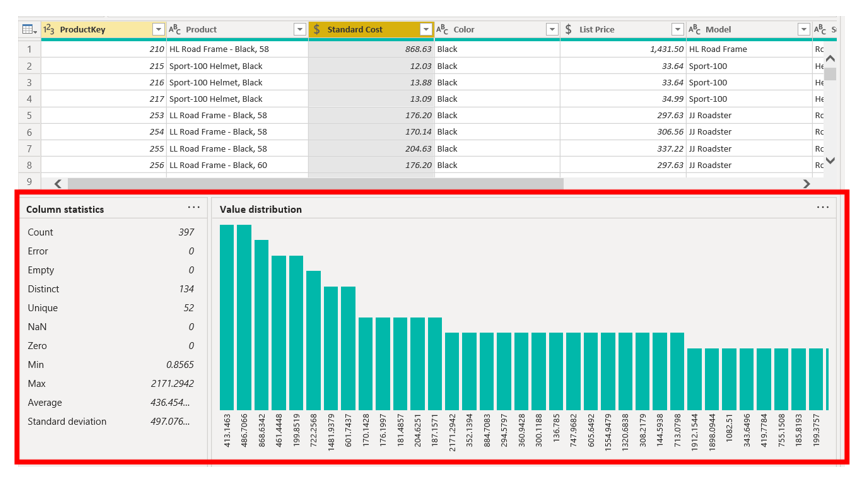 1²3 ProductKey ABC Product $ Standard Cost ABC Color $ List Price ABC Model ABC
1 210 HL Road Frame - Black, 58 868.63 Black 1,431.50 HL Road Frame Ro
2 215 Sport-100 Helmet, Black 12.03 Black 33.64 Sport-100 He
3 216 Sport-100 Helmet, Black 13.88 Black 33.64 Sport-100 He
4 217 Sport-100 Helmet, Black 13.09 Black 34.99 Sport-100 He
5 253 LL Road Frame - Black, 58 176.20 Black 297.63 JJ Roadster Ro
6 254 LL Road Frame - Black, 58 170.14 Black 306.56 JJ Roadster Ro
7 255 LL Road Frame - Black, 58 204.63 Black 337.22 JJ Roadster Ro
8 256 LL Road Frame - Black, 60 176.20 Black 297.63 JJ Roadster Ro
9
Column statistics ...
Count 397
Error 0
Empty 0
Distinct 134
Unique 52
NaN 0
Zero 0
Min 0.8565
Max 2171.2942
Average 436.454...
Standard deviation 497.076...
Value distribution ...
413.1463
486.7066
868.6342
461.4448
199.8519
722.2568
1481.9379
601.7437
170.1428
176.1997
181.4857
204.6251
187.1571
2171.2942
352.1394
884.7083
294.5797
360.9428
300.1188
136.785
747.9682
605.6492
1554.9479
1320.6838
308.2179
144.5938
713.0798
1912.1544
1898.0944
1082.51
343.6496
419.7784
755.1508
185.8193
199.3757